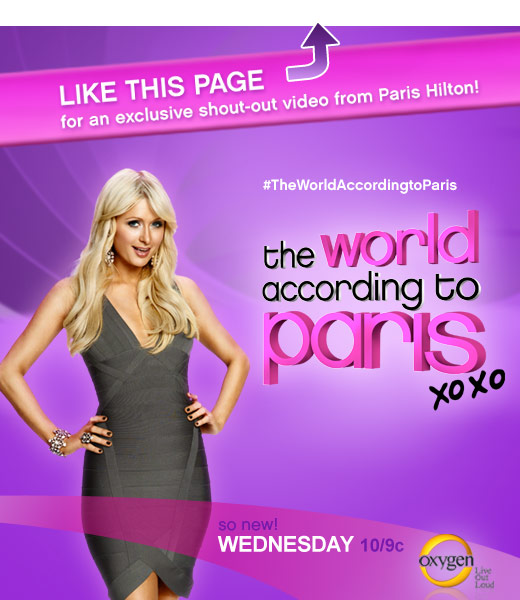 LIKE THIS PAGE
for an exclusive shout-out video from Paris Hilton!
#TheWorldAccordingtoParis
the world
according to
paris
xoxo
so new!
WEDNESDAY 10/9c
oxygen
Live
Out
Loud